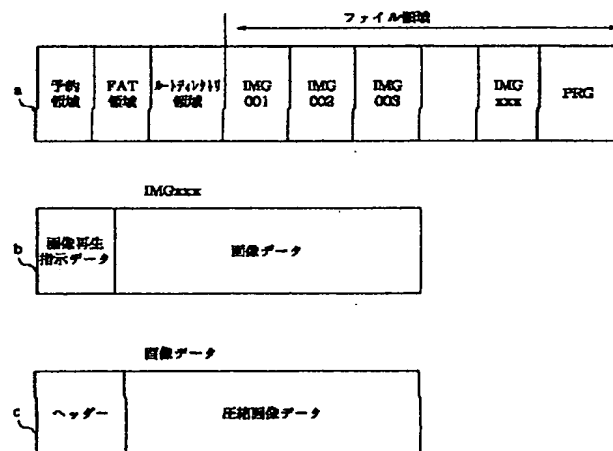 ファイル領域
a
予約
領域
FAT
領域
ルートディレクトリ
領域
IMG
001
IMG
002
IMG
003
IMG
xxx
PRG
IMGxxx
b
画像再生
指示データ
画像データ
画像データ
c
ヘッダー
圧縮画像データ